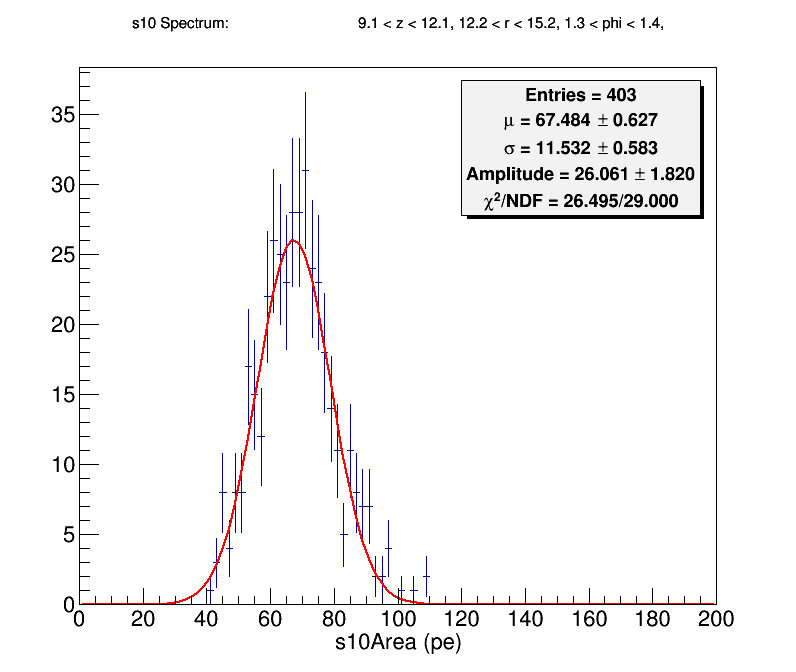 s10 Spectrum: 9.1 < z < 12.1, 12.2 < r < 15.2, 1.3 < phi < 1.4,
Entries = 403
μ = 67.484 ± 0.627
σ = 11.532 ± 0.583
Amplitude = 26.061 ± 1.820
χ²/NDF = 26.495/29.000
35
30
25
20
15
10
5
0
0 20 40 60 80 100 120 140 160 180 200
s10Area (pe)